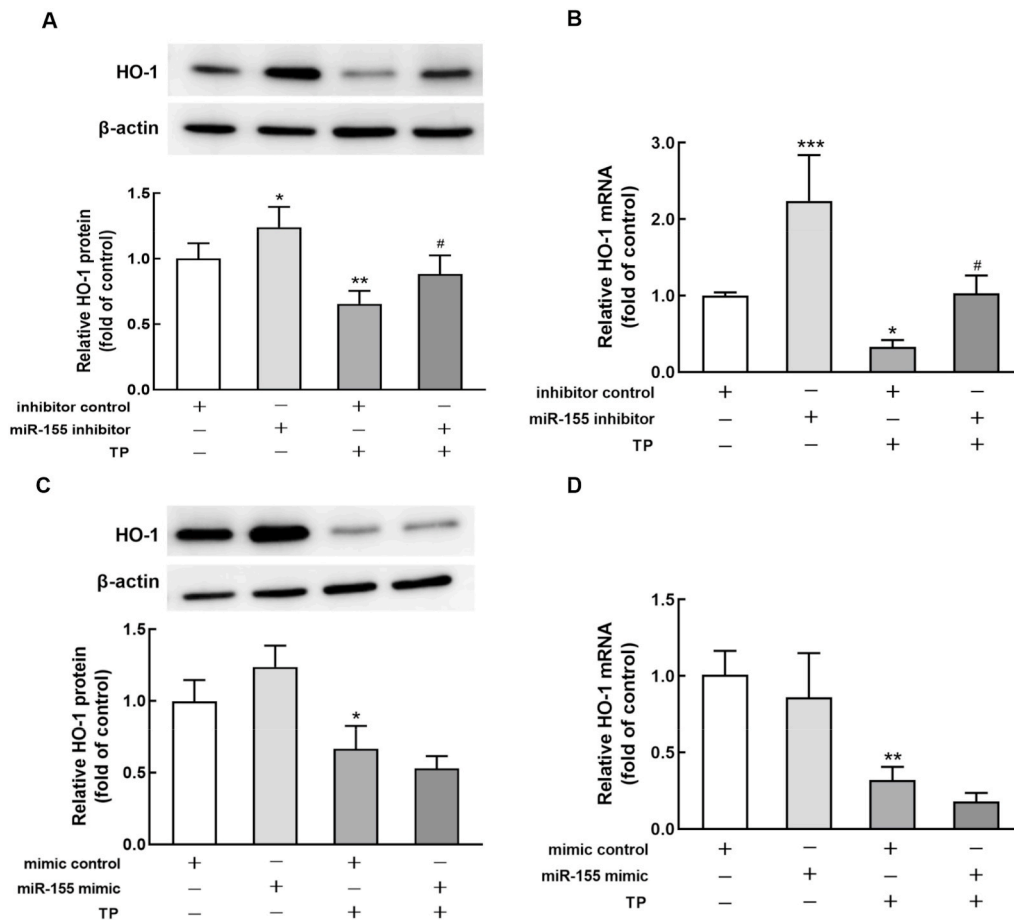 A
HO-1
β-actin
Relative HO-1 protein
(fold of control)
1.5
1.0
0.5
0.0
*
**
#
inhibitor control + − + −
miR-155 inhibitor − + − +
TP − − + +
B
Relative HO-1 mRNA
(fold of control)
3.0
2.0
1.0
0.0
***
*
#
inhibitor control + − + −
miR-155 inhibitor − + − +
TP − − + +
C
HO-1
β-actin
Relative HO-1 protein
(fold of control)
1.5
1.0
0.5
0.0
*
mimic control + − + −
miR-155 mimic − + − +
TP − − + +
D
Relative HO-1 mRNA
(fold of control)
1.5
1.0
0.5
0.0
**
mimic control + − + −
miR-155 mimic − + − +
TP − − + +